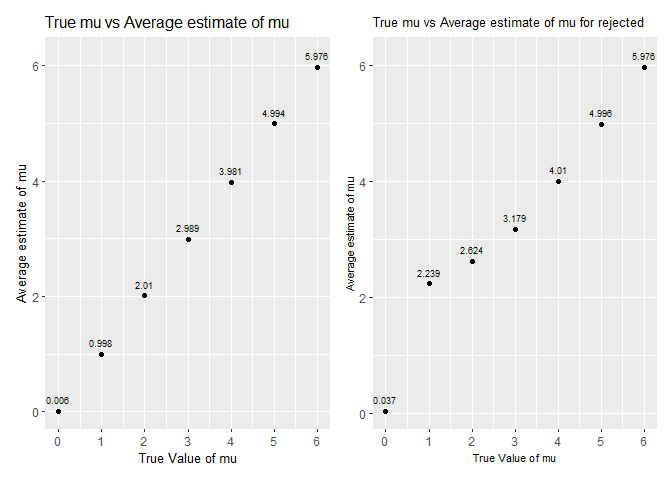 True mu vs Average estimate of mu
Average estimate of mu
6
4
2
0
0.006
0.998
2.01
2.989
3.981
4.994
5.976
0 1 2 3 4 5 6
True Value of mu
True mu vs Average estimate of mu for rejected
Average estimate of mu
6
4
2
0
0.037
2.239
2.624
3.179
4.01
4.996
5.976
0 1 2 3 4 5 6
True Value of mu